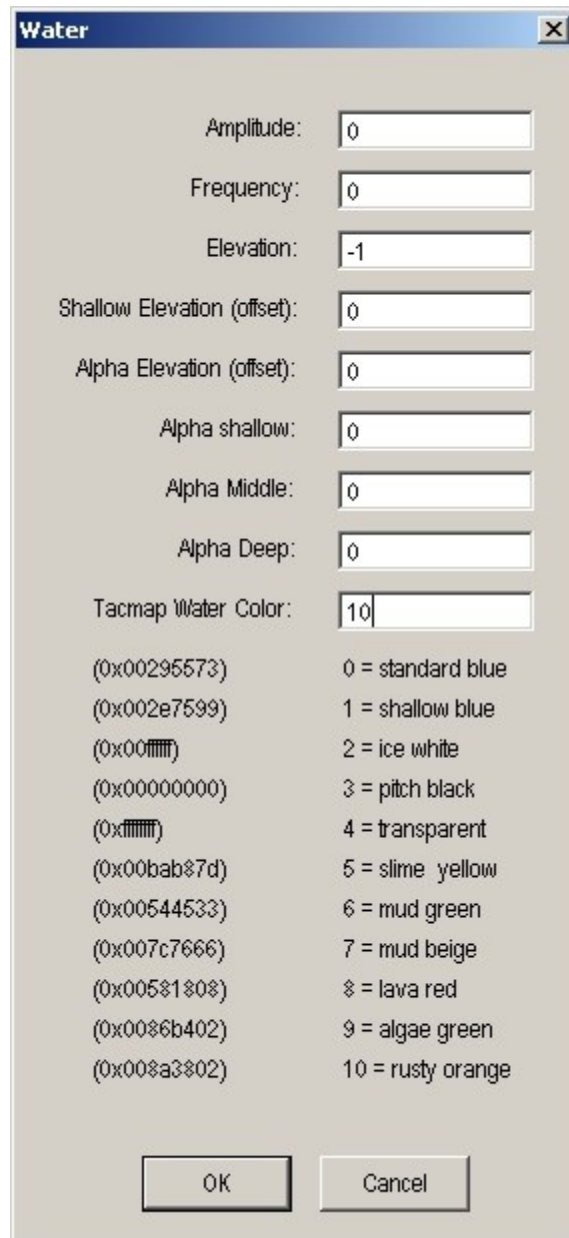 Water
Amplitude: 0
Frequency: 0
Elevation: -1
Shallow Elevation (offset): 0
Alpha Elevation (offset): 0
Alpha shallow: 0
Alpha Middle: 0
Alpha Deep: 0
Tacmap Water Color: 10
(0x00295573) 0 = standard blue
(0x002e7599) 1 = shallow blue
(0x00ffffff) 2 = ice white
(0x00000000) 3 = pitch black
(0xffffffff) 4 = transparent
(0x00bab87d) 5 = slime yellow
(0x00544533) 6 = mud green
(0x007c7666) 7 = mud beige
(0x00581808) 8 = lava red
(0x0086b402) 9 = algae green
(0x008a3802) 10 = rusty orange
OK Cancel